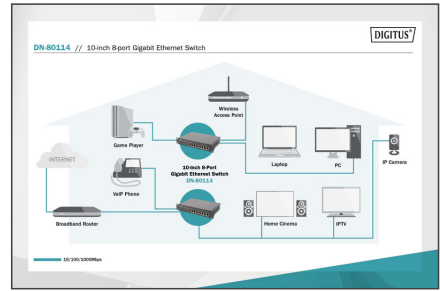 DIGITUS®
DN-80114 // 10-inch 8-port Gigabit Ethernet Switch
Wireless
Access Point
Game Player
INTERNET
10-inch 8-Port
Gigabit Ethernet Switch
DN-80114
Laptop
PC
IP Camera
VoIP Phone
Broadband Router
Home Cinema
IPTV
10/100/1000Mbps